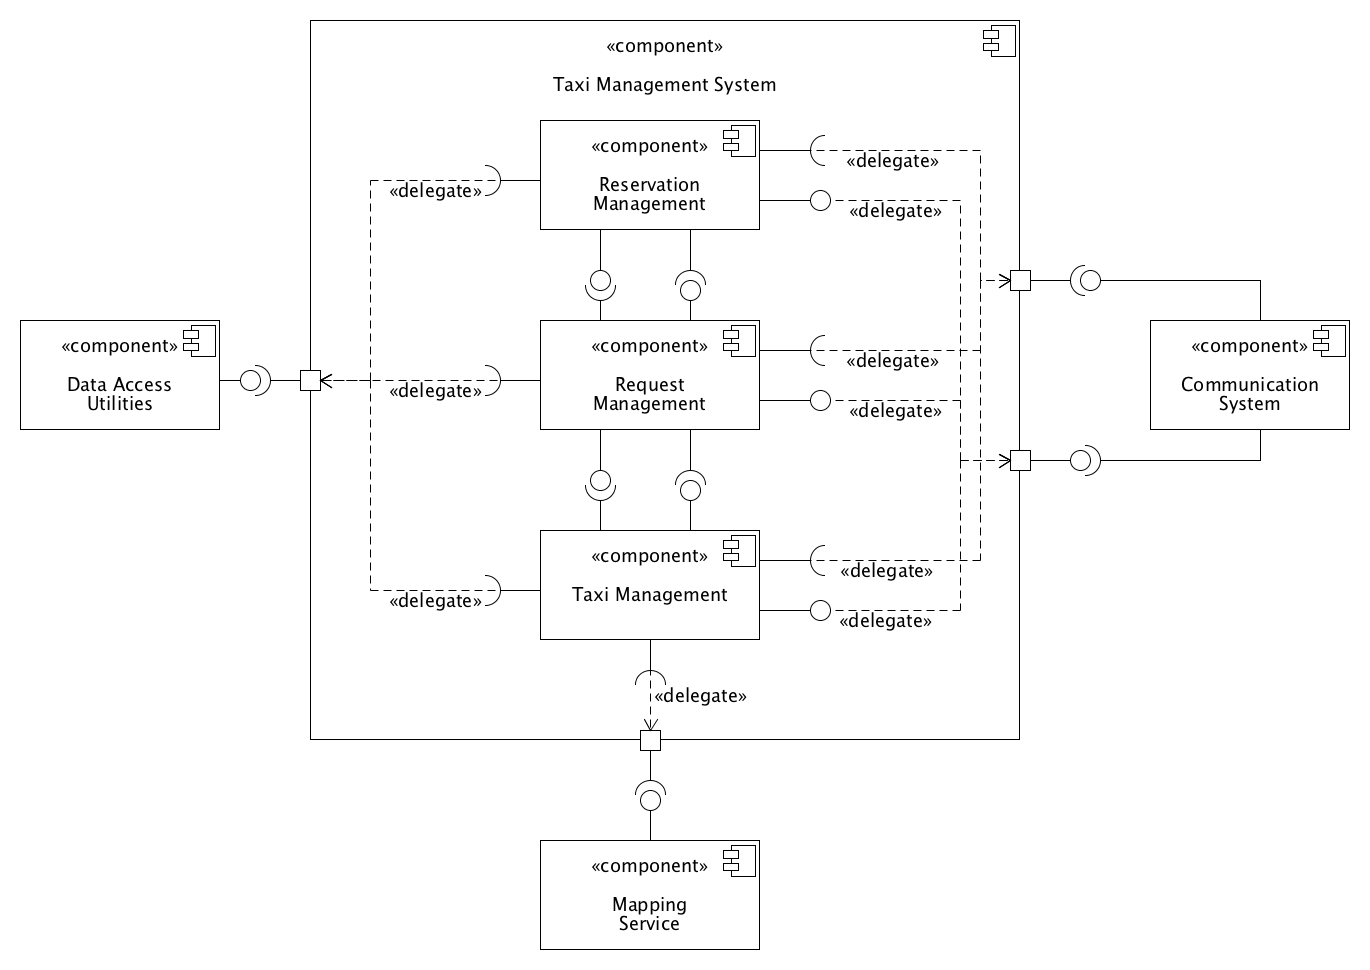 «component»
Taxi Management System
«component»
Reservation
Management
«delegate»
«delegate»
«delegate»
«component»
Data Access
Utilities
«delegate»
«component»
Request
Management
«delegate»
«delegate»
«component»
Communication
System
«delegate»
«component»
Taxi Management
«delegate»
«delegate»
«delegate»
«component»
Mapping
Service